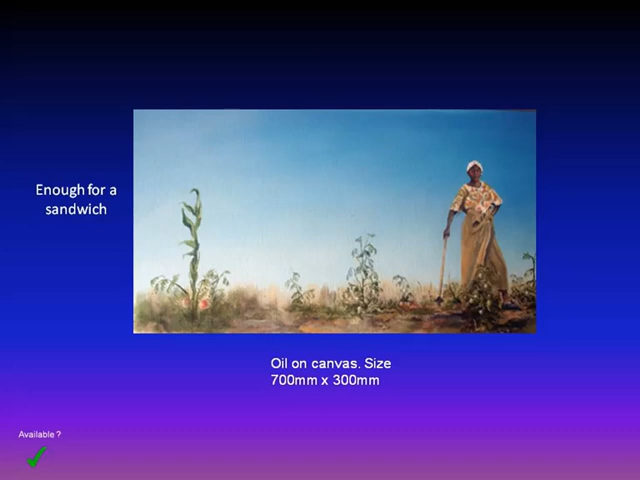 Enough for a
sandwich
Oil on canvas. Size
700mm x 300mm
Available ?